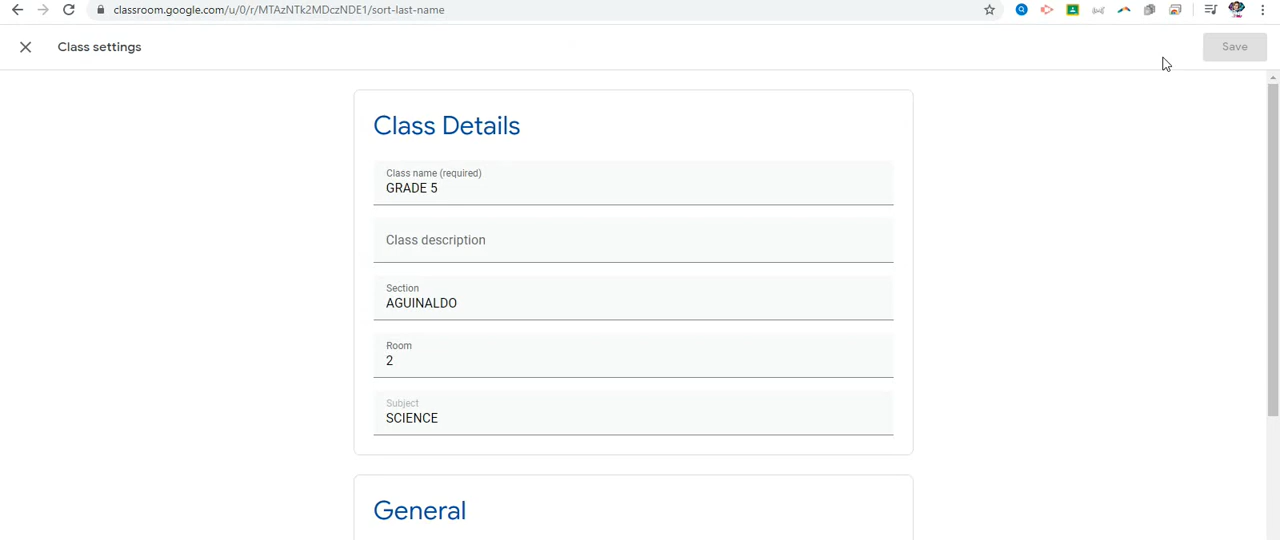 classroom.google.com/u/0/r/MTAzNTk2MDczNDE1/sort-last-name
Class settings
Save
Class Details
Class name (required)
GRADE 5
Class description
Section
AGUINALDO
Room
2
Subject
SCIENCE
General